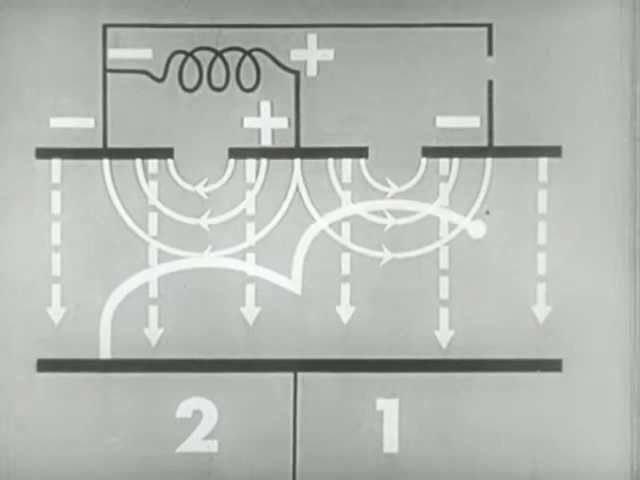 − +
− + −
2 1